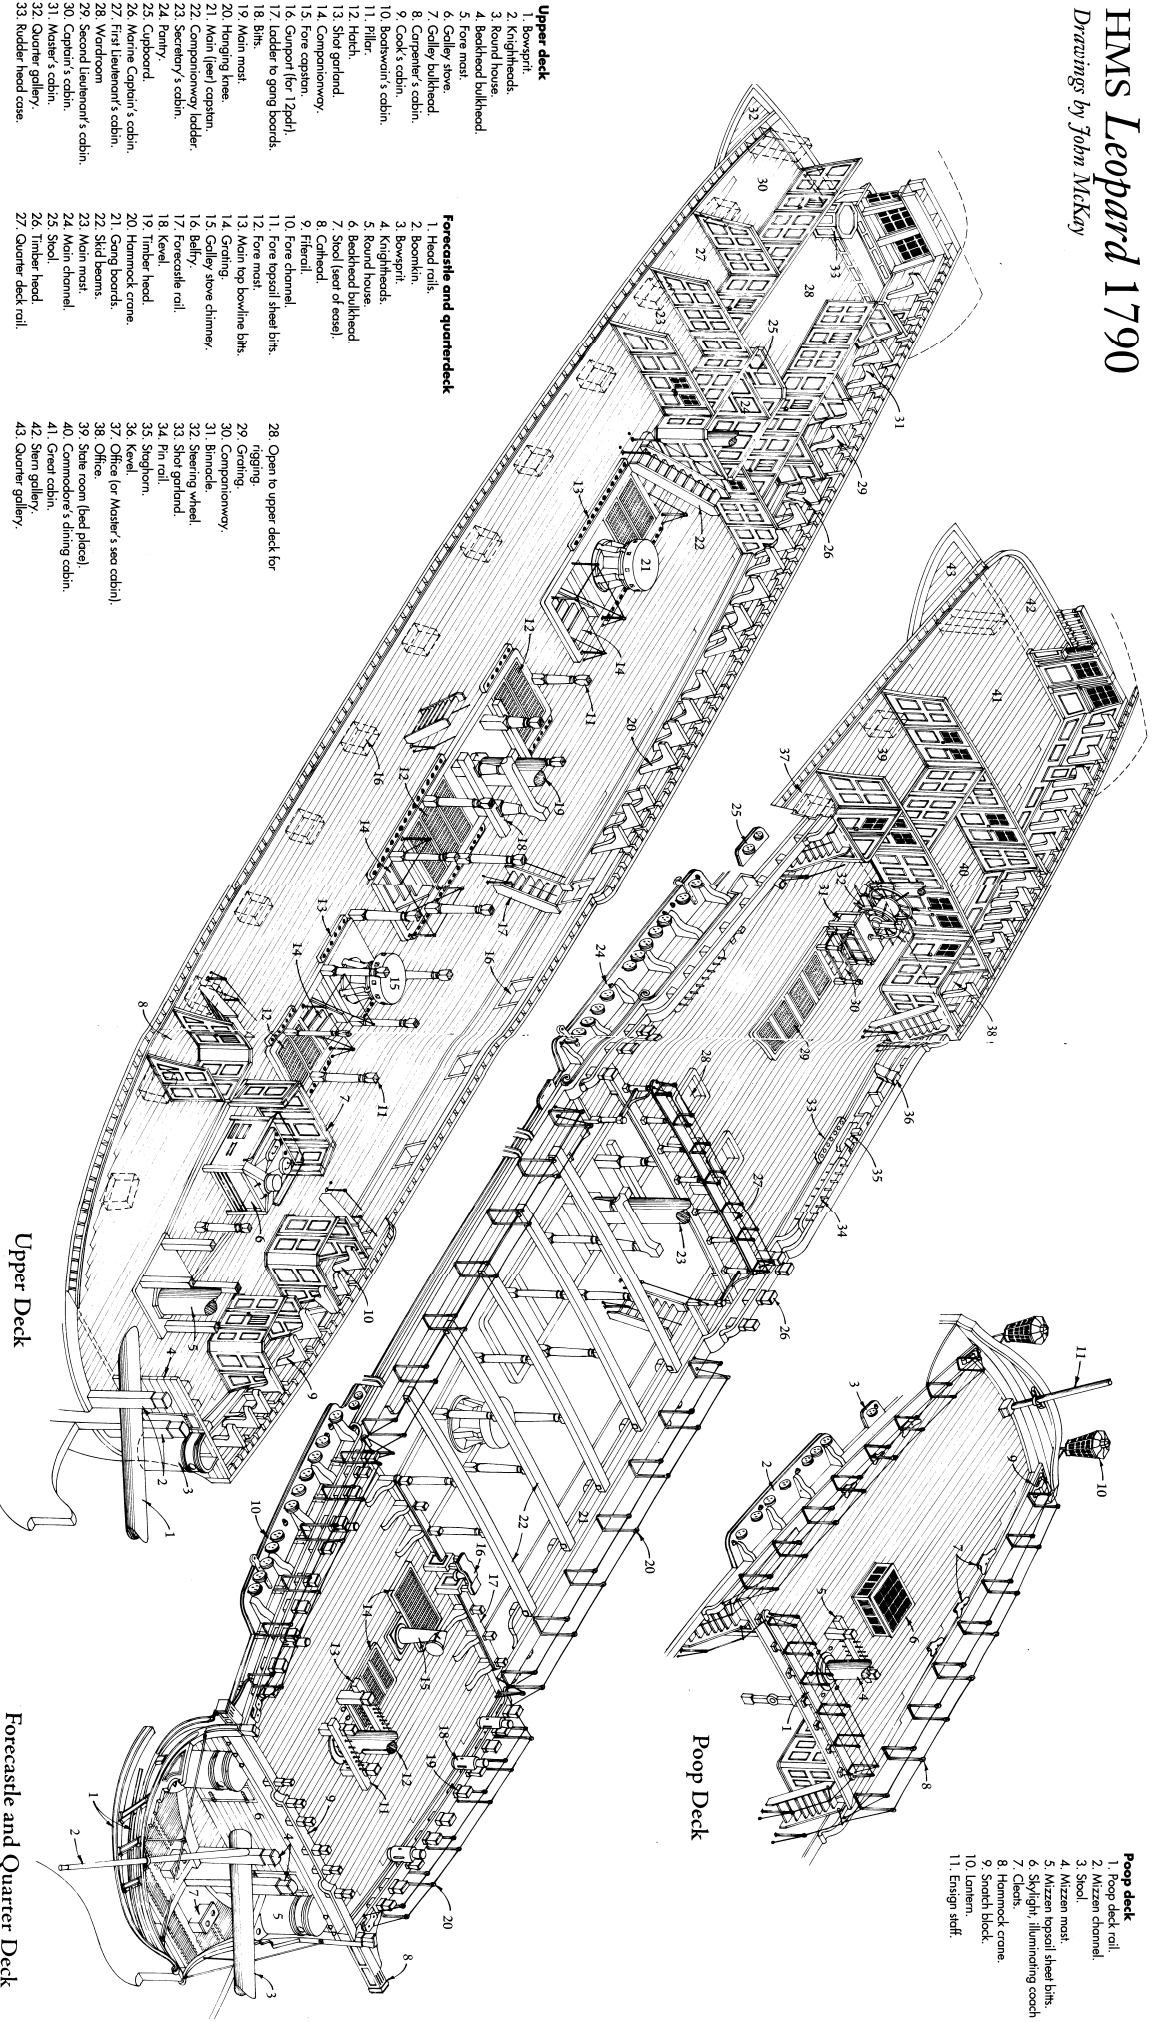 HMS Leopard 1790
Drawings by John McKay
Upper deck
1. Bowsprit.
2. Knightheads.
3. Round house.
4. Beakhead bulkhead.
5. Fore mast.
6. Galley stove.
7. Galley bulkhead.
8. Carpenter's cabin.
9. Cook's cabin.
10. Boatswain's cabin.
11. Pillar.
12. Hatch.
13. Shot garland.
14. Companionway.
15. Fore capstan.
16. Gunport (for 12pdr).
17. Ladder to gang boards.
18. Bitts.
19. Main mast.
20. Hanging knee.
21. Main (jeer) capstan.
22. Companionway ladder.
23. Secretary's cabin.
24. Pantry.
25. Cupboard.
26. Marine Captain's cabin.
27. First Lieutenant's cabin.
28. Wardroom
29. Second Lieutenant's cabin.
30. Captain's cabin.
31. Master's cabin.
32. Quarter gallery.
33. Rudder head case.
Forecastle and quarterdeck
1. Head rails.
2. Boomkin.
3. Bowsprit.
4. Knightheads.
5. Round house.
6. Beakhead bulkhead
7. Stool (seat of ease).
8. Cathead.
9. Fiferail.
10. Fore channel.
11. Fore topsail sheet bits.
12. Fore mast.
13. Main top bowline bits.
14. Grating.
15. Galley stove chimney.
16. Belfry.
17. Forecastle rail.
18. Kevel.
19. Timber head.
20. Hammock crane.
21. Gang boards.
22. Skid beams.
23. Main mast.
24. Main channel.
25. Stool.
26. Timber head.
27. Quarter deck rail.
28. Open to upper deck for
rigging.
29. Grating.
30. Companionway.
31. Binnacle.
32. Steering wheel.
33. Shot garland.
34. Pin rail.
35. Staghorn.
36. Kevel.
37. Office (or Master's sea cabin).
38. Office.
39. State room (bed place).
40. Commodore's dining cabin.
41. Great cabin.
42. Stern gallery.
43. Quarter gallery.
Poop deck
1. Poop deck rail.
2. Mizzen channel.
3. Stool.
4. Mizzen mast.
5. Mizzen topsail sheet bitts.
6. Skylight, illuminating coach
7. Cleats.
8. Hammock crane.
9. Snatch block.
10. Lantern.
11. Ensign staff.
Upper Deck
Forecastle and Quarter Deck
Poop Deck